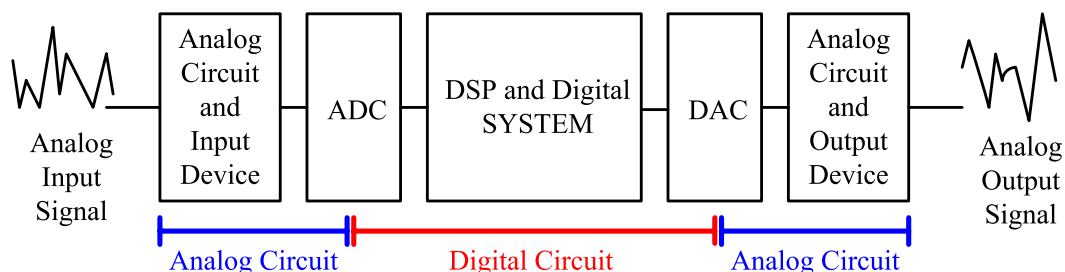 Analog
Input
Signal
Analog
Circuit
and
Input
Device
ADC
DSP and Digital
SYSTEM
DAC
Analog
Circuit
and
Output
Device
Analog
Output
Signal
Analog Circuit
Digital Circuit
Analog Circuit